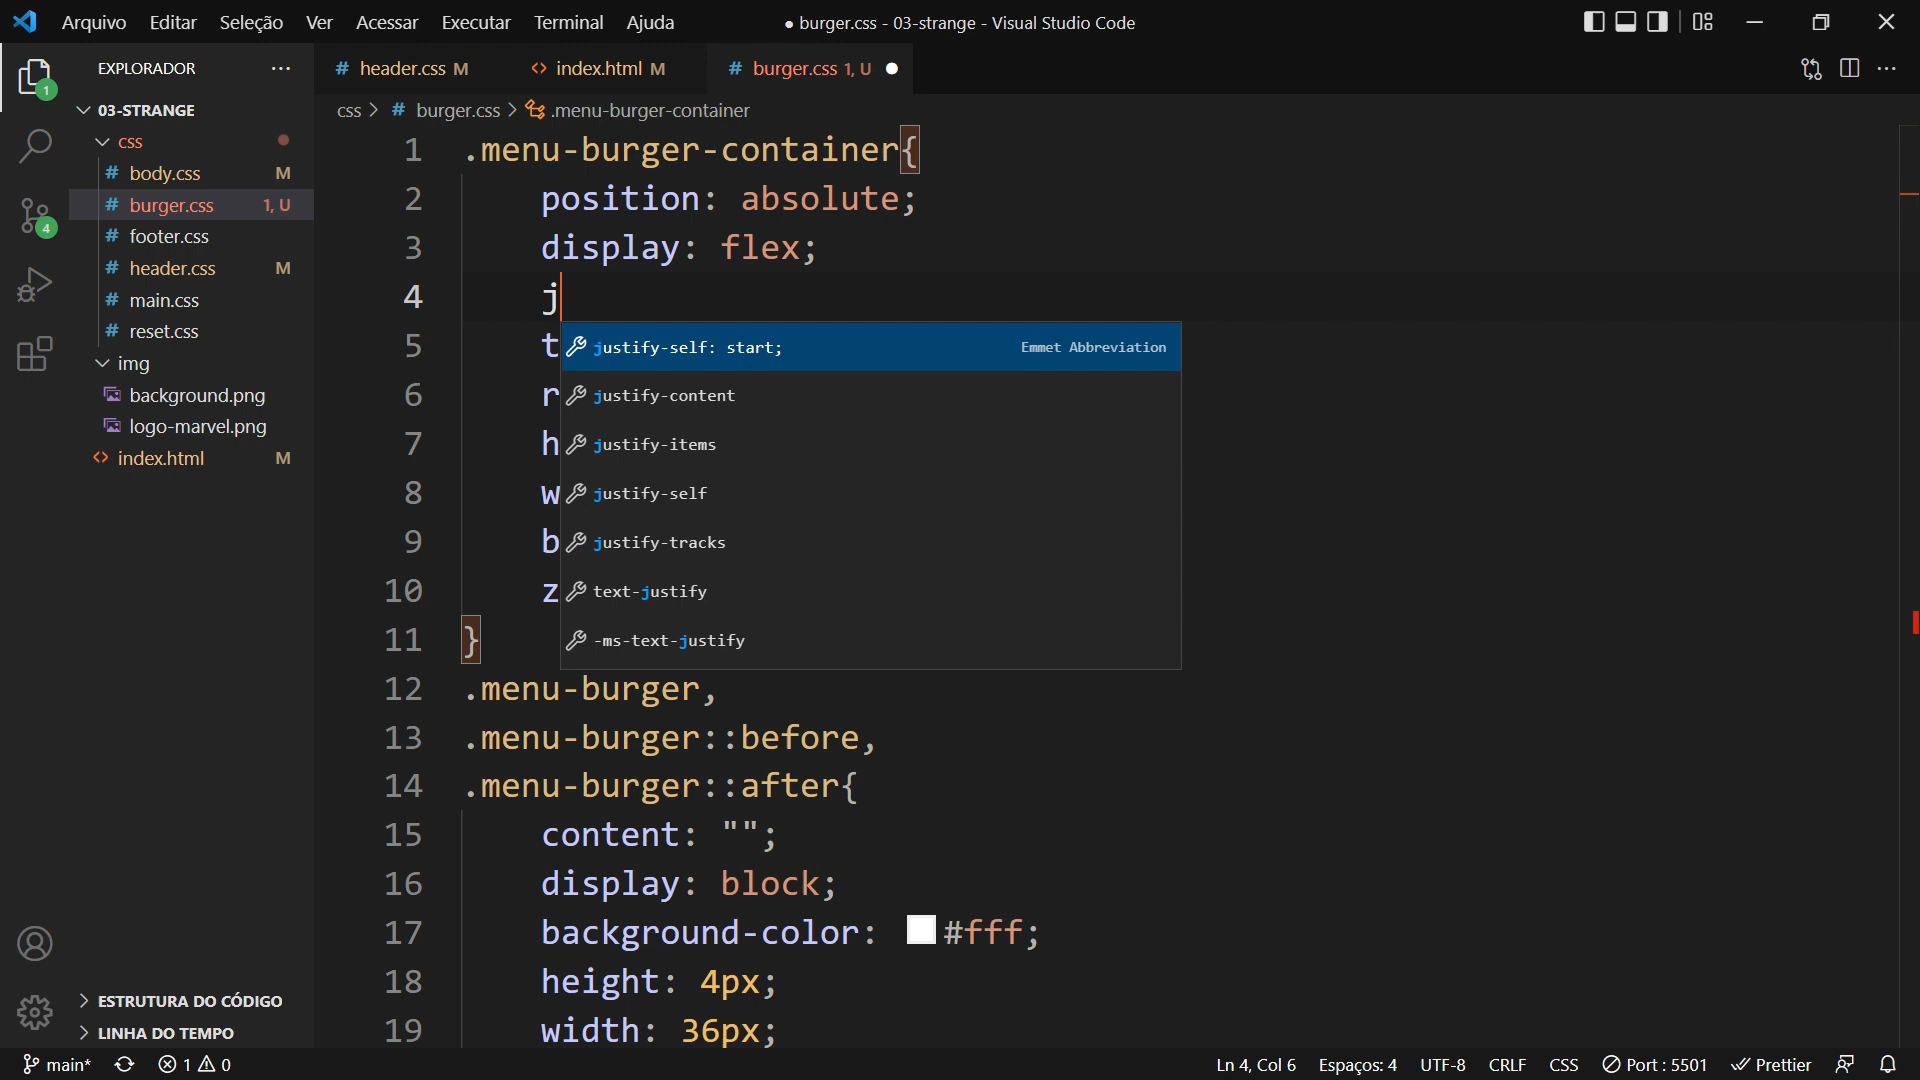 Arquivo Editar Seleção Ver Acessar Executar Terminal Ajuda
● burger.css - 03-strange - Visual Studio Code
EXPLORADOR ···
# header.css M
<> index.html M
# burger.css 1, U ●
03-STRANGE
css > # burger.css > .menu-burger-container
css
# body.css M
# burger.css 1, U
# footer.css
# header.css M
# main.css
# reset.css
img
background.png
logo-marvel.png
<> index.html M
1
4
1 .menu-burger-container{
2 position: absolute;
3 display: flex;
4 j
5 t
6 r
7 h
8 w
9 b
10 z
11 }
justify-self: start; Emmet Abbreviation
justify-content
justify-items
justify-self
justify-tracks
text-justify
-ms-text-justify
12 .menu-burger,
13 .menu-burger::before,
14 .menu-burger::after{
15 content: "";
16 display: block;
17 background-color: #fff;
18 height: 4px;
19 width: 36px;
ESTRUTURA DO CÓDIGO
LINHA DO TEMPO
main* 1 0
Ln 4, Col 6 Espaços: 4 UTF-8 CRLF CSS Port : 5501 Prettier